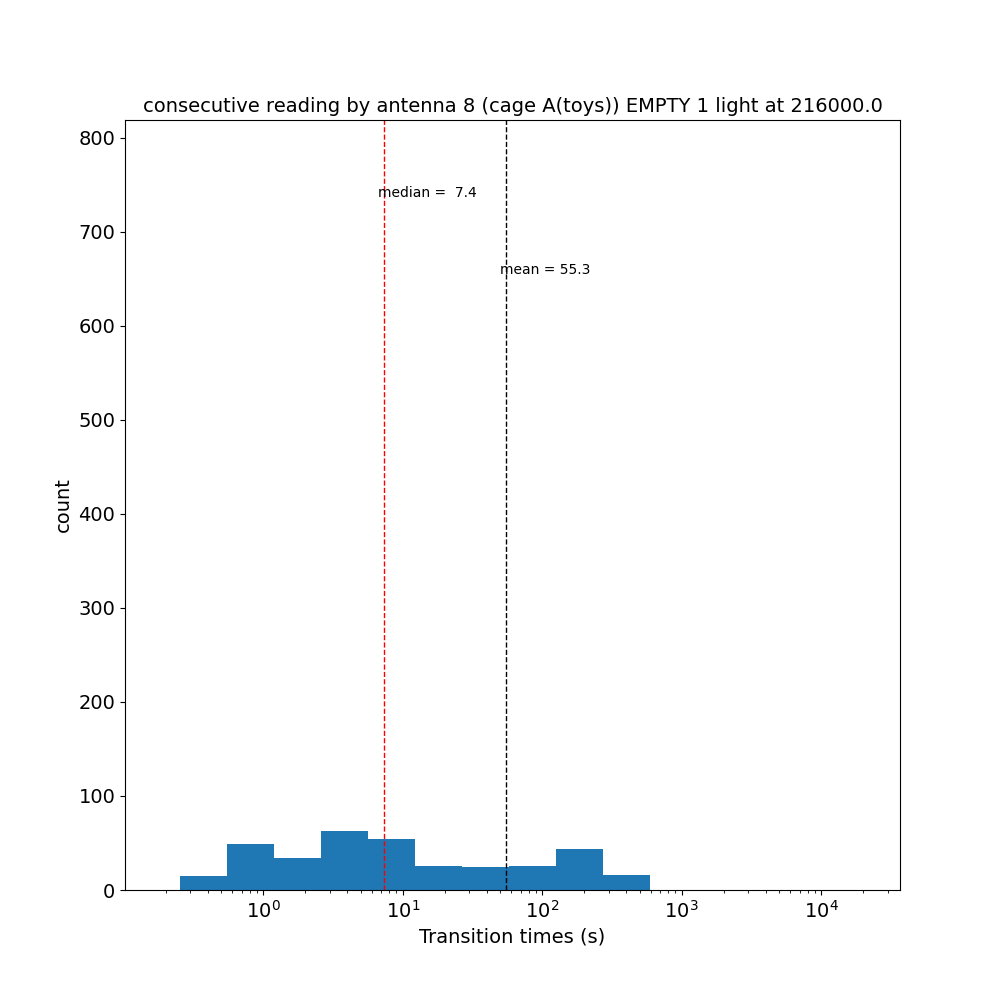 consecutive reading by antenna 8 (cage A(toys)) EMPTY 1 light at 216000.0
800
median =  7.4
700
mean = 55.3
600
500
count
400
300
200
100
0
10⁰ 10¹ 10² 10³ 10⁴
Transition times (s)